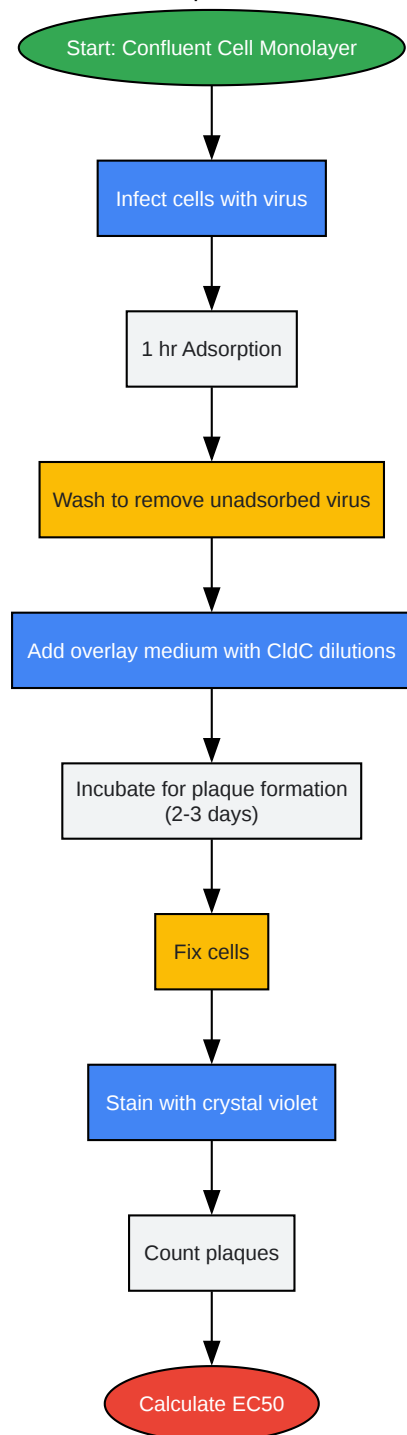 Start: Confluent Cell Monolayer
Infect cells with virus
1 hr Adsorption
Wash to remove unadsorbed virus
Add overlay medium with CldC dilutions
Incubate for plaque formation
(2-3 days)
Fix cells
Stain with crystal violet
Count plaques
Calculate EC50